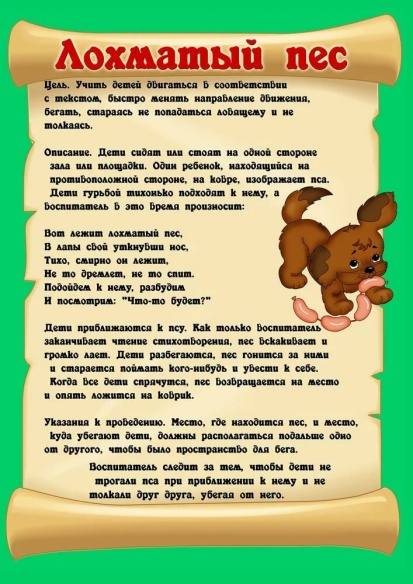 Лохматый пес
Цель. Учить детей двигаться в соответствии
с текстом, быстро менять направление движения,
бегать, стараясь не попадаться ловящему и не
толкаясь.
Описание. Дети сидят или стоят на одной стороне
зала или площадки. Один ребенок, находящийся на
противоположной стороне, на ковре, изображает пса.
Дети гурьбой тихонько подходят к нему, а
воспитатель в это время произносит:
Вот лежит лохматый пес,
В лапы свой уткнувши нос,
Тихо, смирно он лежит,
Не то дремлет, не то спит.
Подойдем к нему, разбудим
И посмотрим: "Что-то будет?"
Дети приближаются к псу. Как только воспитатель
заканчивает чтение стихотворения, пес вскакивает и
громко лает. Дети разбегаются, пес гонится за ними
и старается поймать кого-нибудь и увести к себе.
Когда все дети спрячутся, пес возвращается на место
и опять ложится на коврик.
Указания к проведению. Место, где находится пес, и место,
куда убегают дети, должны располагаться подальше одно
от другого, чтобы было пространство для бега.
Воспитатель следит за тем, чтобы дети не
трогали пса при приближении к нему и не
толкали друг друга, убегая от него.